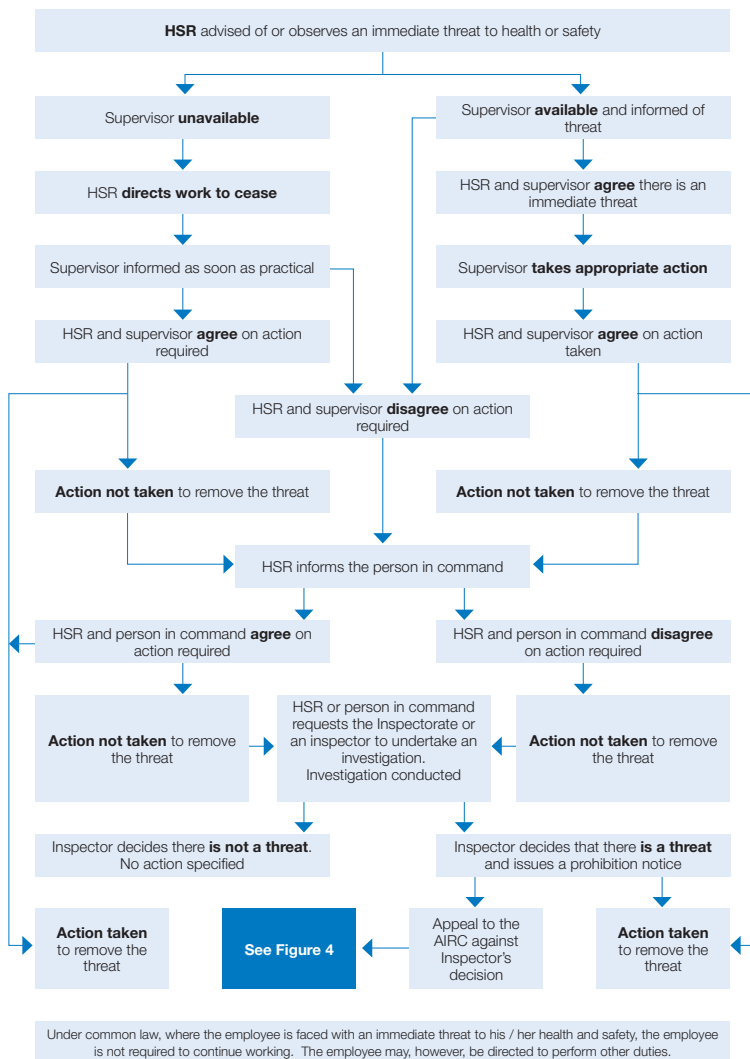 HSR advised of or observes an immediate threat to health or safety
Supervisor unavailable
Supervisor available and informed of
threat
HSR directs work to cease
HSR and supervisor agree there is an
immediate threat
Supervisor informed as soon as practical
Supervisor takes appropriate action
HSR and supervisor agree on action
required
HSR and supervisor agree on action
taken
HSR and supervisor disagree on action
required
Action not taken to remove the threat
Action not taken to remove the threat
HSR informs the person in command
HSR and person in command agree on
action required
HSR and person in command disagree
on action required
Action not taken to remove
the threat
HSR or person in command
requests the Inspectorate or
an inspector to undertake an
investigation.
Investigation conducted
Action not taken to remove
the threat
Inspector decides there is not a threat.
No action specified
Inspector decides that there is a threat
and issues a prohibition notice
Action taken
to remove the
threat
See Figure 4
Appeal to the
AIRC against
Inspector's
decision
Action taken
to remove the
threat
Under common law, where the employee is faced with an immediate threat to his / her health and safety, the employee
is not required to continue working. The employee may, however, be directed to perform other duties.